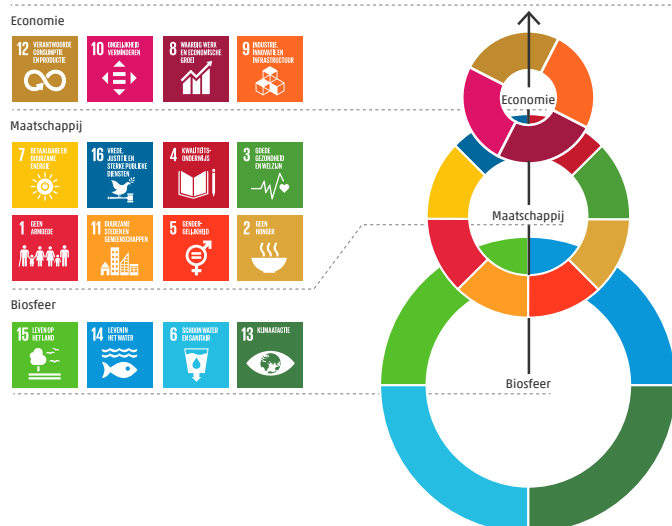 Economie
12 VERANTWOORDE
CONSUMPTIE
EN PRODUCTIE
10 ONGELIJKHEID
VERMINDEREN
8 WAARDIG WERK
EN ECONOMISCHE
GROEI
9 INDUSTRIE,
INNOVATIE EN
INFRASTRUCTUUR
Economie
Maatschappij
7 BETAALBARE EN
DUURZAME
ENERGIE
16 VREDE,
JUSTITIE EN
STERKE PUBLIEKE
DIENSTEN
4 KWALITEITS-
ONDERWIJS
3 GOEDE
GEZONDHEID
EN WELZIJN
1 GEEN
ARMOEDE
11 DUURZAME
STEDEN EN
GEMEENSCHAPPEN
5 GENDER-
GELIJKHEID
2 GEEN
HONGER
Maatschappij
Biosfeer
15 LEVEN OP
HET LAND
14 LEVEN IN
HET WATER
6 SCHOON WATER
EN SANITAIR
13 KLIMAATACTIE
Biosfeer